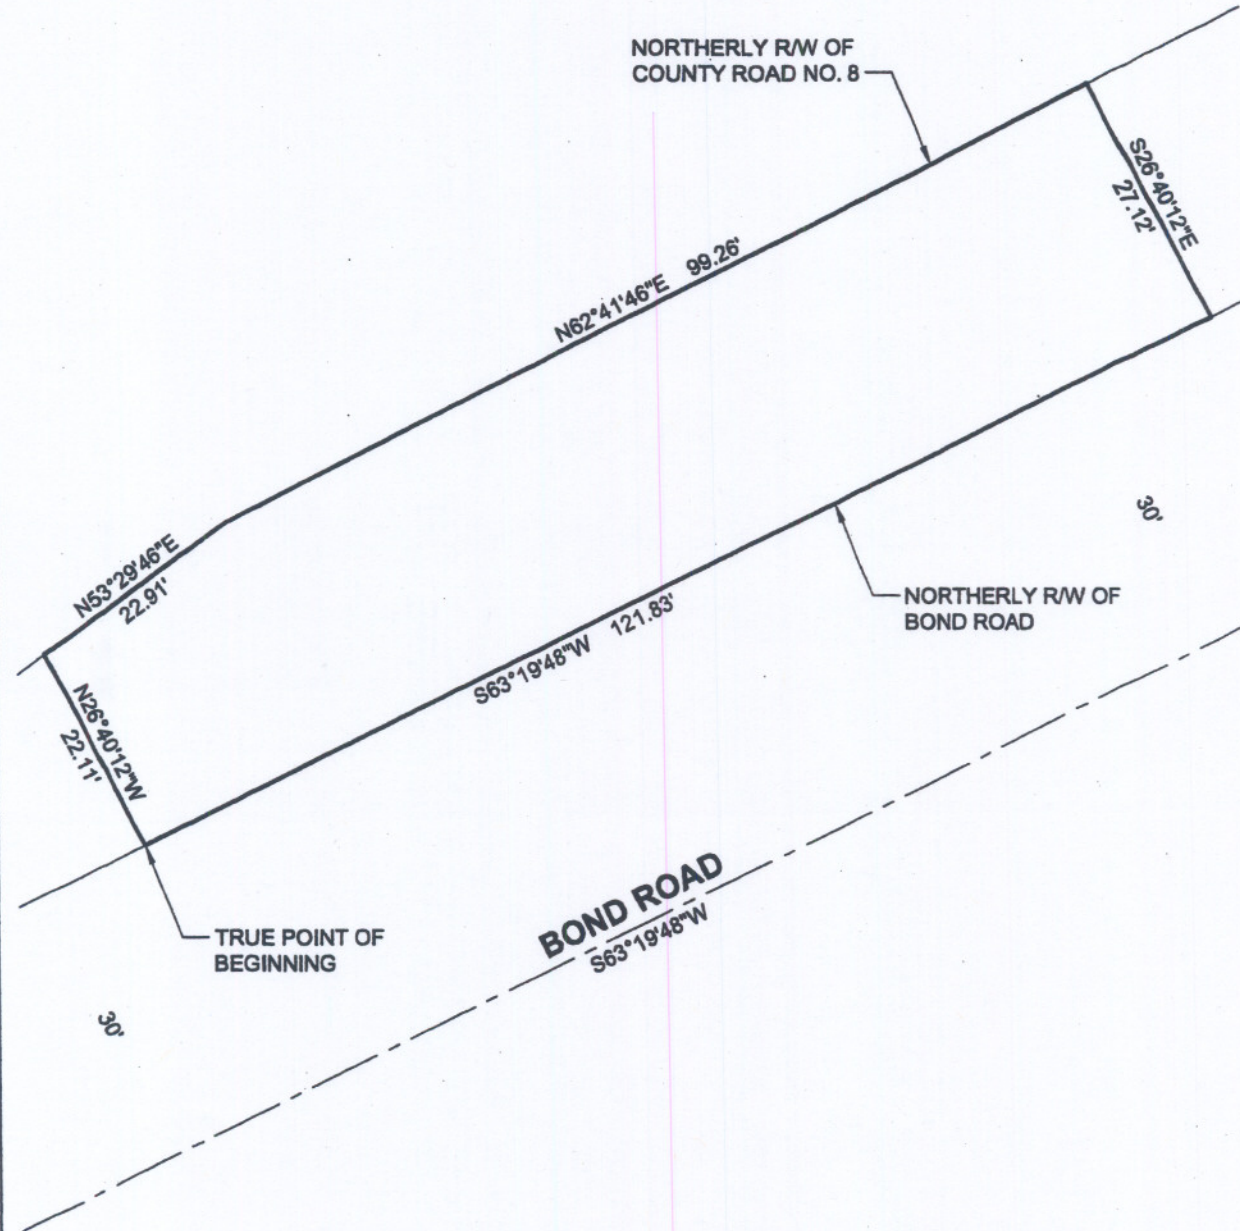 NORTHERLY R/W OF
COUNTY ROAD NO. 8
S26°40'12"E
27.12'
N62°41'46"E 99.26'
30'
N53°29'46"E
22.91'
NORTHERLY R/W OF
BOND ROAD
S63°19'48"W 121.83'
N26°40'12"W
22.11'
BOND ROAD
S63°19'48"W
TRUE POINT OF
BEGINNING
30'